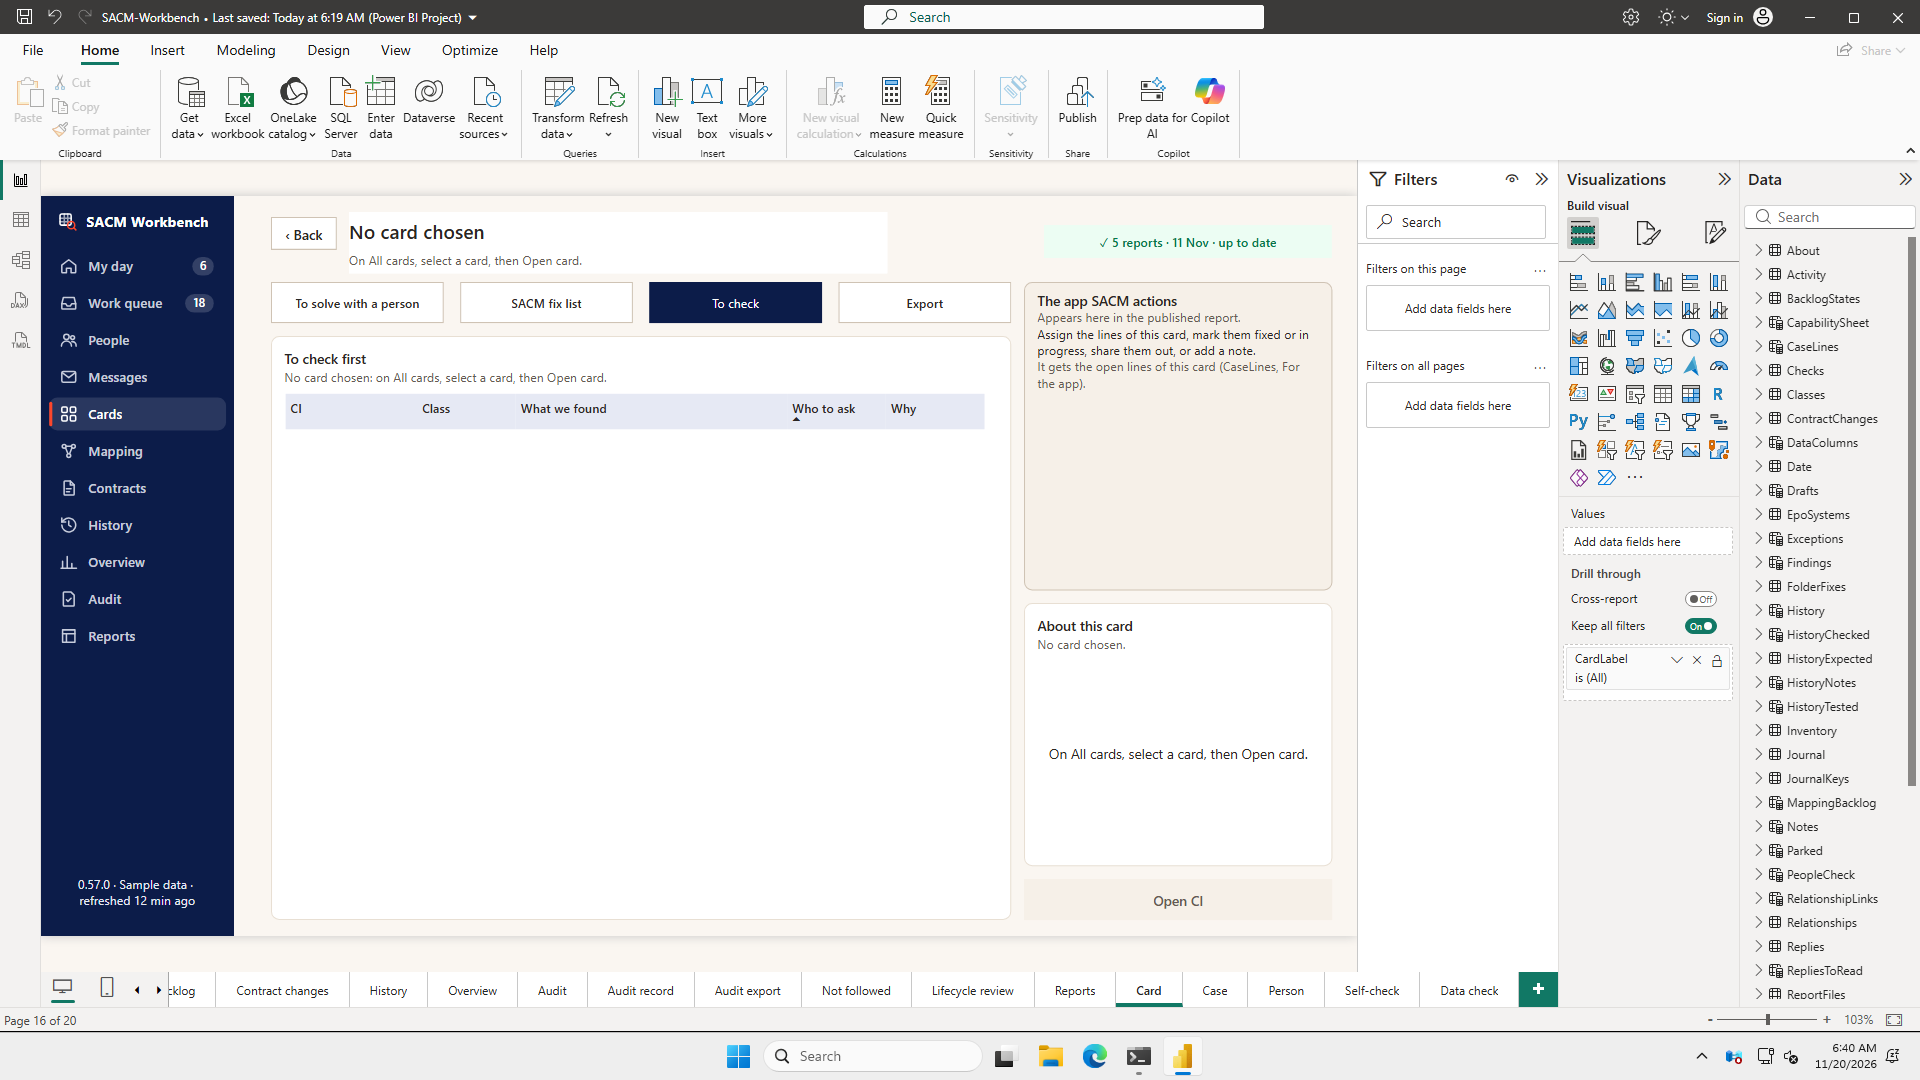 SACM-Workbench • Last saved: Today at 6:19 AM (Power BI Project)
Search
Sign in
File
Home
Insert
Modeling
Design
View
Optimize
Help
Share
Paste
Cut
Copy
Format painter
Clipboard
Get data
Excel workbook
OneLake catalog
SQL Server
Enter data
Dataverse
Recent sources
Data
Transform data
Refresh
Queries
New visual
Text box
More visuals
Insert
New visual calculation
New measure
Quick measure
Calculations
Sensitivity
Sensitivity
Publish
Share
Prep data for AI
Copilot
Copilot
SACM Workbench
My day 6
Work queue 18
People
Messages
Cards
Mapping
Contracts
History
Overview
Audit
Reports
0.57.0 · Sample data ·
refreshed 12 min ago
‹ Back
No card chosen
On All cards, select a card, then Open card.
✓ 5 reports · 11 Nov · up to date
To solve with a person
SACM fix list
To check
Export
To check first
No card chosen: on All cards, select a card, then Open card.
CI
Class
What we found
Who to ask
Why
The app SACM actions
Appears here in the published report.
Assign the lines of this card, mark them fixed or in
progress, share them out, or add a note.
It gets the open lines of this card (CaseLines, For
the app).
About this card
No card chosen.
On All cards, select a card, then Open card.
Open CI
Filters
Search
Filters on this page
Add data fields here
Filters on all pages
Add data fields here
Visualizations
Build visual
Values
Add data fields here
Drill through
Cross-report Off
Keep all filters On
CardLabel
is (All)
Data
Search
About
Activity
BacklogStates
CapabilitySheet
CaseLines
Checks
Classes
ContractChanges
DataColumns
Date
Drafts
EpoSystems
Exceptions
Findings
FolderFixes
History
HistoryChecked
HistoryExpected
HistoryNotes
HistoryTested
Inventory
Journal
JournalKeys
MappingBacklog
Notes
Parked
PeopleCheck
RelationshipLinks
Relationships
Replies
RepliesToRead
ReportFiles
cklog
Contract changes
History
Overview
Audit
Audit record
Audit export
Not followed
Lifecycle review
Reports
Card
Case
Person
Self-check
Data check
Page 16 of 20
- + 103%
Search
6:40 AM
11/20/2026